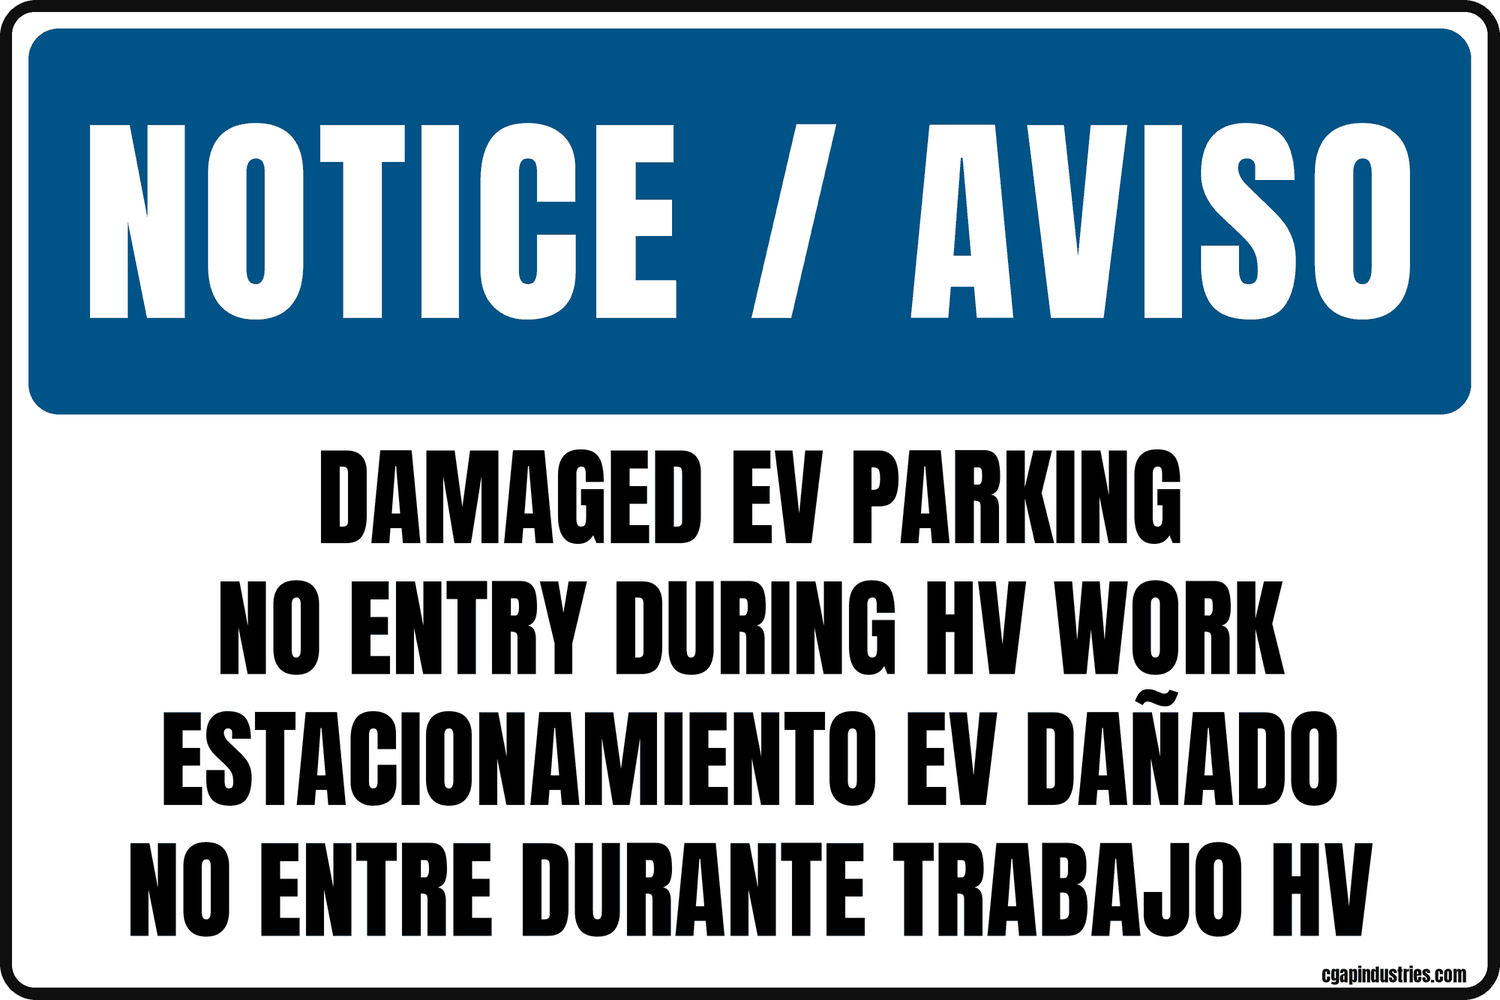 NOTICE / AVISO
DAMAGED EV PARKING
NO ENTRY DURING HV WORK
ESTACIONAMIENTO EV DAÑADO
NO ENTRE DURANTE TRABAJO HV
cgapindustries.com